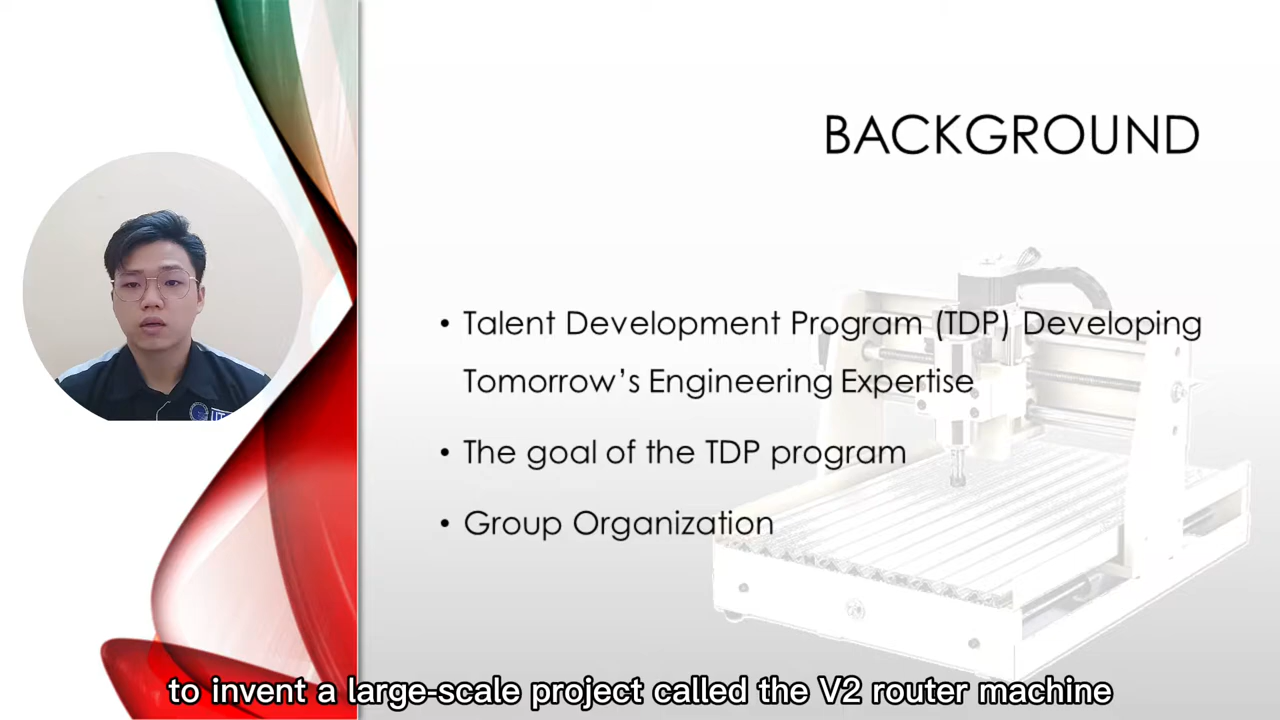 BACKGROUND
• Talent Development Program (TDP) Developing
Tomorrow’s Engineering Expertise
• The goal of the TDP program
• Group Organization
to invent a large-scale project called the V2 router machine